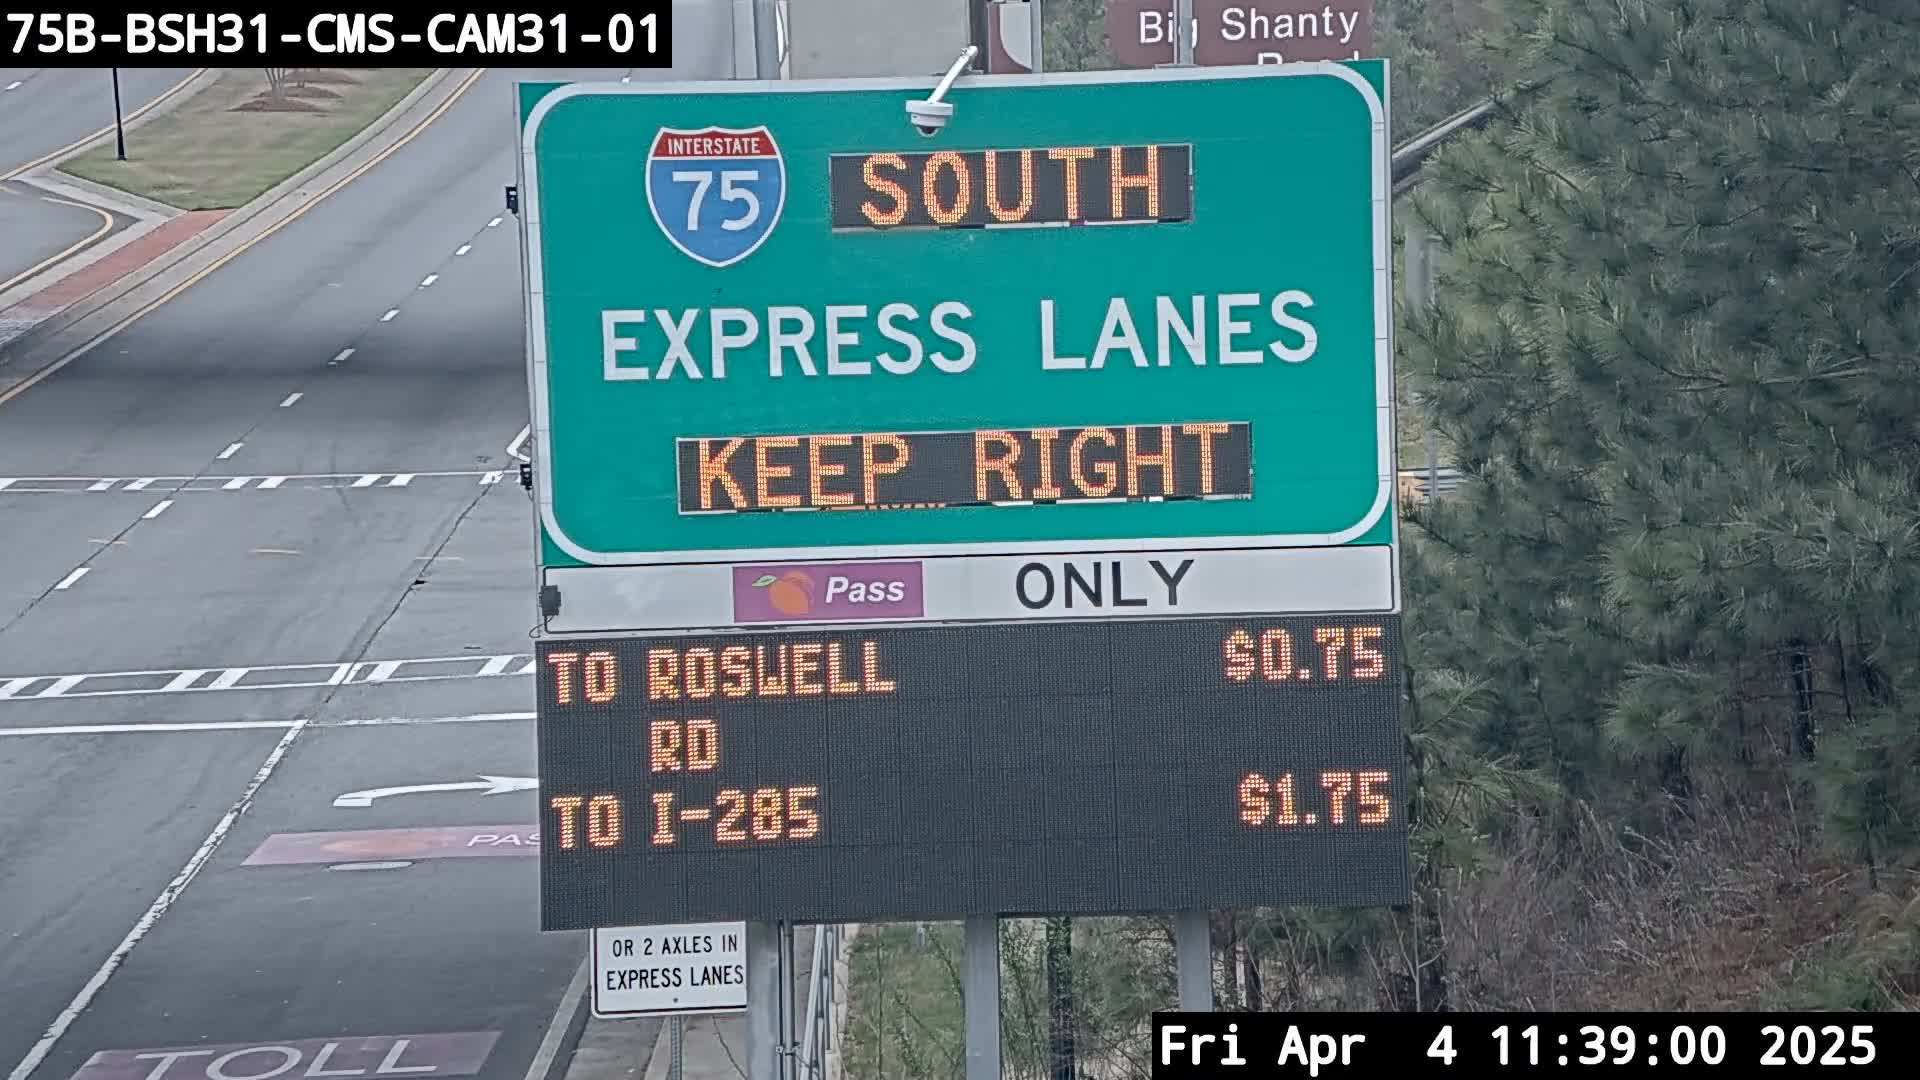 75B-BSH31-CMS-CAM31-01
Big Shanty
Road
INTERSTATE
75
SOUTH
EXPRESS LANES
KEEP RIGHT
Pass ONLY
TO ROSWELL $0.75
RD
TO I-285 $1.75
PAS
OR 2 AXLES IN
EXPRESS LANES
TOLL
Fri Apr 4 11:39:00 2025